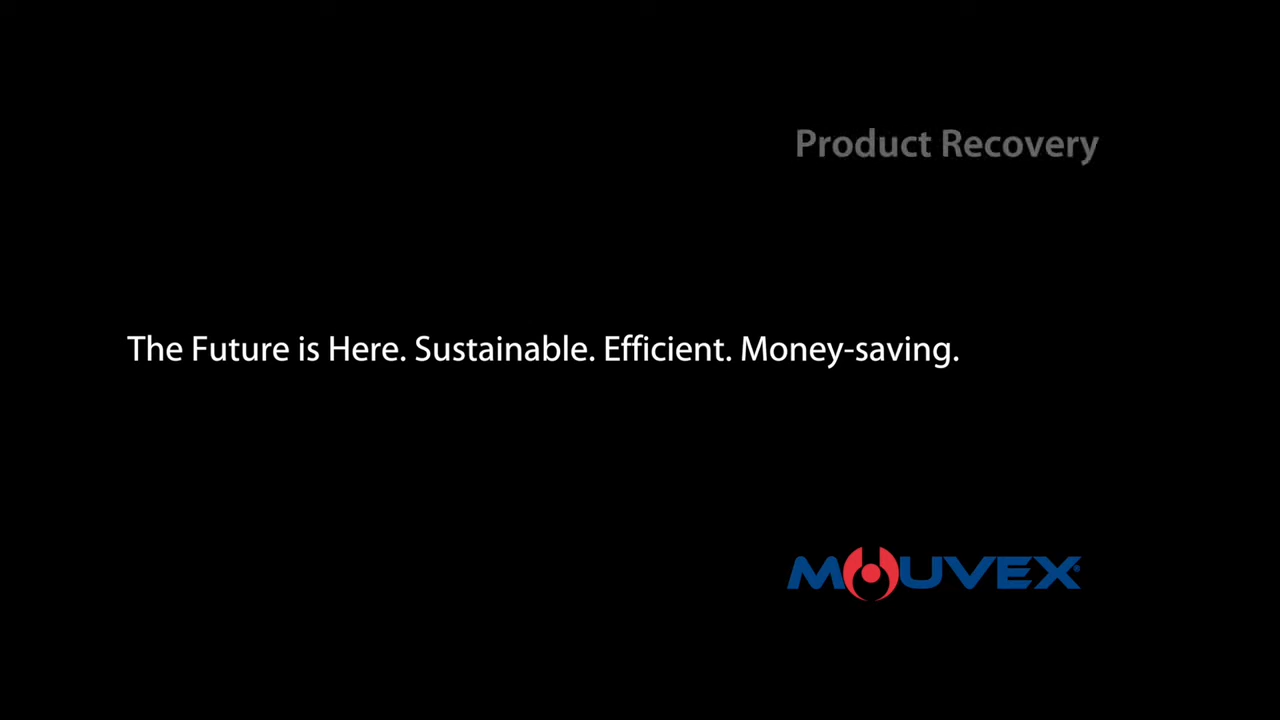 Product Recovery
The Future is Here. Sustainable. Efficient. Money-saving.
MOUVEX®